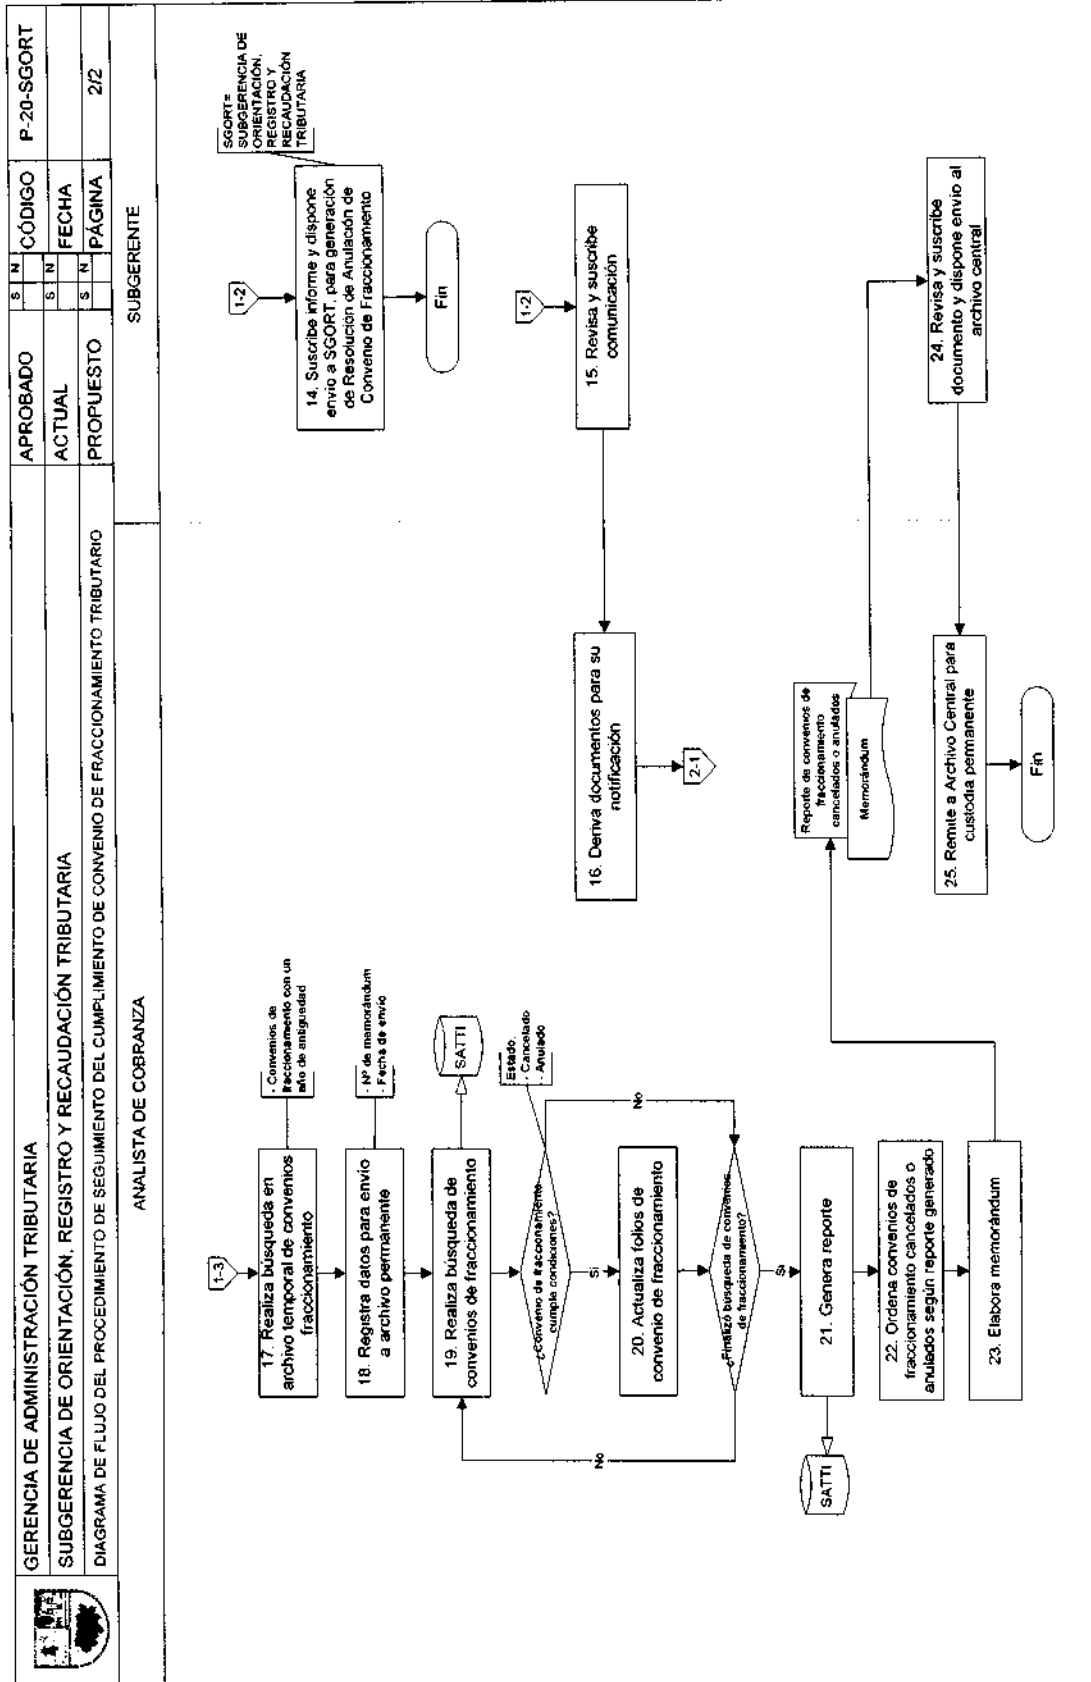 GERENCIA DE ADMINISTRACIÓN TRIBUTARIA
APROBADO
S N
CÓDIGO
P-20-SGORT
SUBGERENCIA DE ORIENTACIÓN, REGISTRO Y RECAUDACIÓN TRIBUTARIA
ACTUAL
S N
FECHA
DIAGRAMA DE FLUJO DEL PROCEDIMIENTO DE SEGUIMIENTO DEL CUMPLIMIENTO DE CONVENIO DE FRACCIONAMIENTO TRIBUTARIO
PROPUESTO
S N
PÁGINA
2/2
ANALISTA DE COBRANZA
SUBGERENTE
1-3
17. Realiza búsqueda en
archivo temporal de convenios
fraccionamiento
- Convenios de
fraccionamiento con un
año de antiguedad
18. Registra datos para envío
a archivo permanente
- Nº de memorándum
- Fecha de envío
19. Realiza búsqueda de
convenios de fraccionamiento
SATTI
¿Convenio de fraccionamiento
cumple condiciones?
Estado:
- Cancelado
- Anulado
No
Si
20. Actualiza folios de
convenio de fraccionamiento
¿Finalizó búsqueda de convenios
de fraccionamiento?
No
Si
21. Genera reporte
SATTI
22. Ordena convenios de
fraccionamiento cancelados o
anulados según reporte generado
23. Elabora memorándum
1-2
14. Suscribe informe y dispone
envío a SGORT, para generación
de Resolución de Anulación de
Convenio de Fraccionamiento
SGORT=
SUBGERENCIA DE
ORIENTACIÓN,
REGISTRO Y
RECAUDACIÓN
TRIBUTARIA
Fin
1-2
15. Revisa y suscribe
comunicación
16. Deriva documentos para su
notificación
2-1
Reporte de convenios de
fraccionamiento
cancelados o anulados
Memorándum
24. Revisa y suscribe
documento y dispone envío al
archivo central
25. Remite a Archivo Central para
custodia permanente
Fin